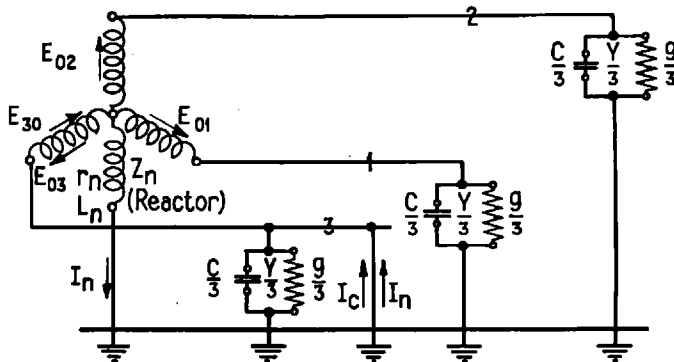 2
E02
C/3 Y/3 g/3
E30 E01
E03 rn Zn 1
Ln (Reactor)
C/3 Y/3 g/3
3
In C/3 Y/3 g/3 Ic In